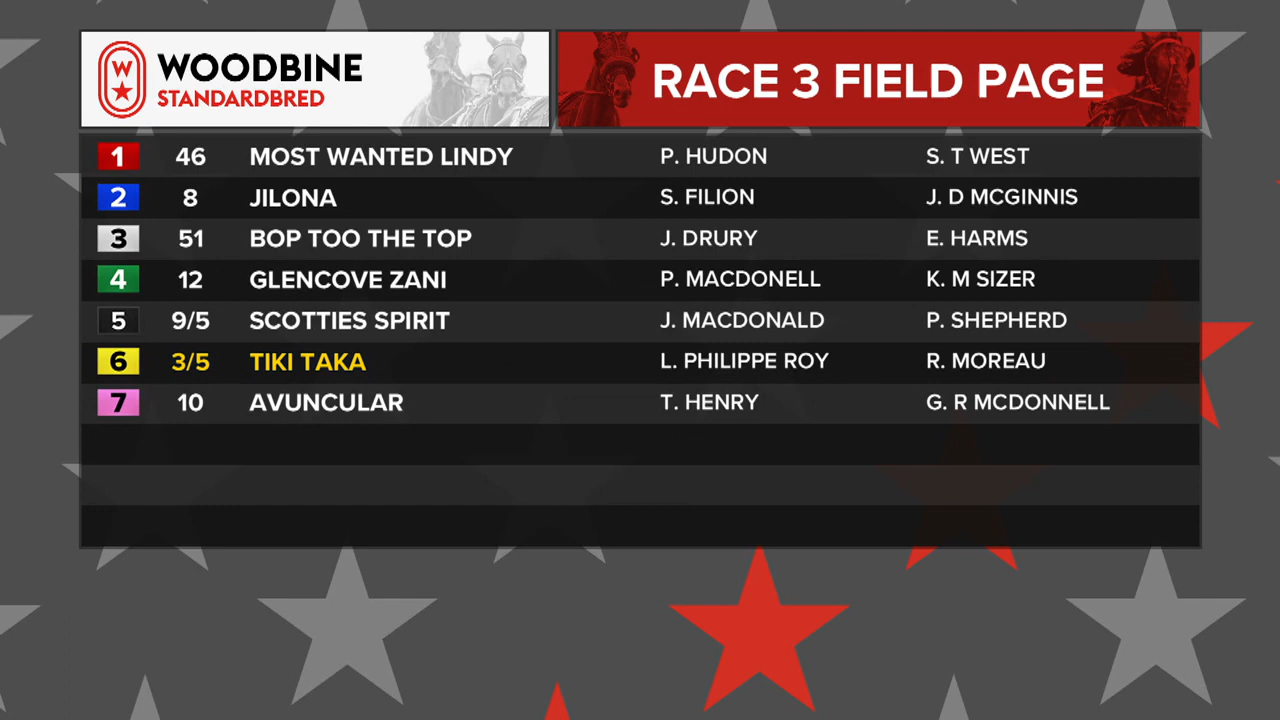 W WOODBINE
STANDARDBRED
RACE 3 FIELD PAGE
1 46 MOST WANTED LINDY P. HUDON S. T WEST
2 8 JILONA S. FILION J. D MCGINNIS
3 51 BOP TOO THE TOP J. DRURY E. HARMS
4 12 GLENCOVE ZANI P. MACDONELL K. M SIZER
5 9/5 SCOTTIES SPIRIT J. MACDONALD P. SHEPHERD
6 3/5 TIKI TAKA L. PHILIPPE ROY R. MOREAU
7 10 AVUNCULAR T. HENRY G. R MCDONNELL